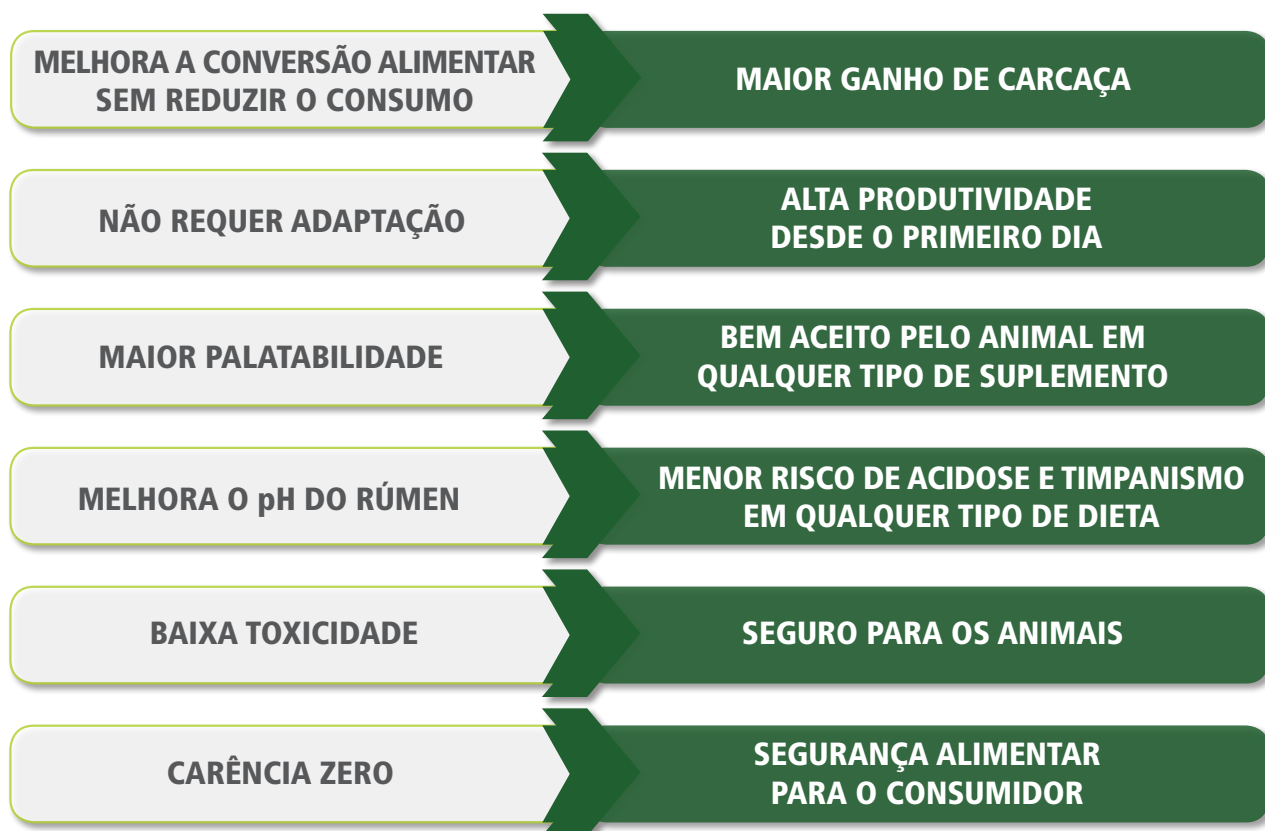 MELHORA A CONVERSÃO ALIMENTAR
SEM REDUZIR O CONSUMO
MAIOR GANHO DE CARCAÇA
NÃO REQUER ADAPTAÇÃO
ALTA PRODUTIVIDADE
DESDE O PRIMEIRO DIA
MAIOR PALATABILIDADE
BEM ACEITO PELO ANIMAL EM
QUALQUER TIPO DE SUPLEMENTO
MELHORA O pH DO RÚMEN
MENOR RISCO DE ACIDOSE E TIMPANISMO
EM QUALQUER TIPO DE DIETA
BAIXA TOXICIDADE
SEGURO PARA OS ANIMAIS
CARÊNCIA ZERO
SEGURANÇA ALIMENTAR
PARA O CONSUMIDOR